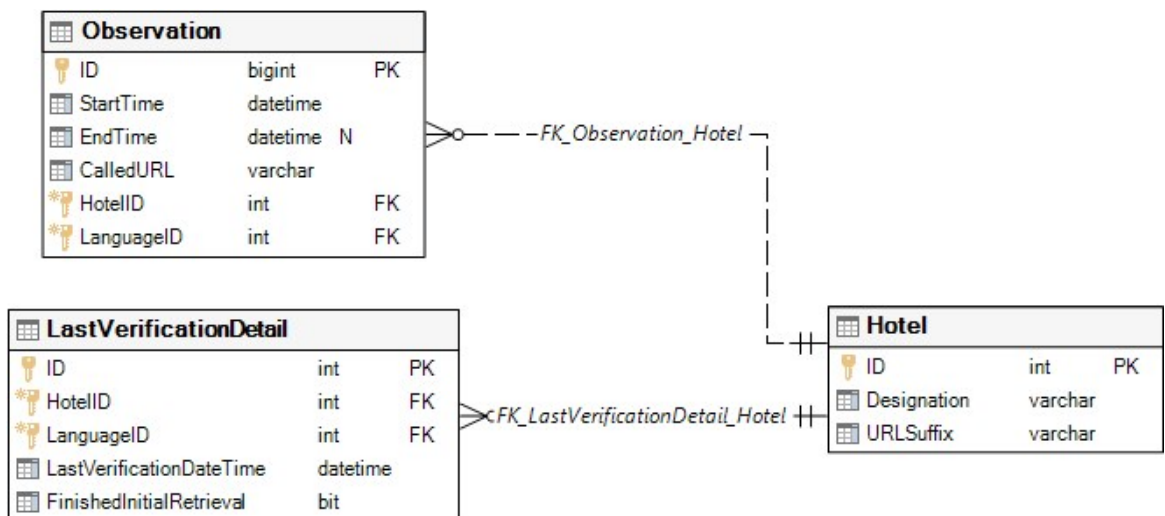 Observation
ID bigint PK
StartTime datetime
EndTime datetime N
CalledURL varchar
HotelID int FK
LanguageID int FK
FK_Observation_Hotel
LastVerificationDetail
ID int PK
HotelID int FK
LanguageID int FK
LastVerificationDateTime datetime
FinishedInitialRetrieval bit
FK_LastVerificationDetail_Hotel
Hotel
ID int PK
Designation varchar
URLSuffix varchar